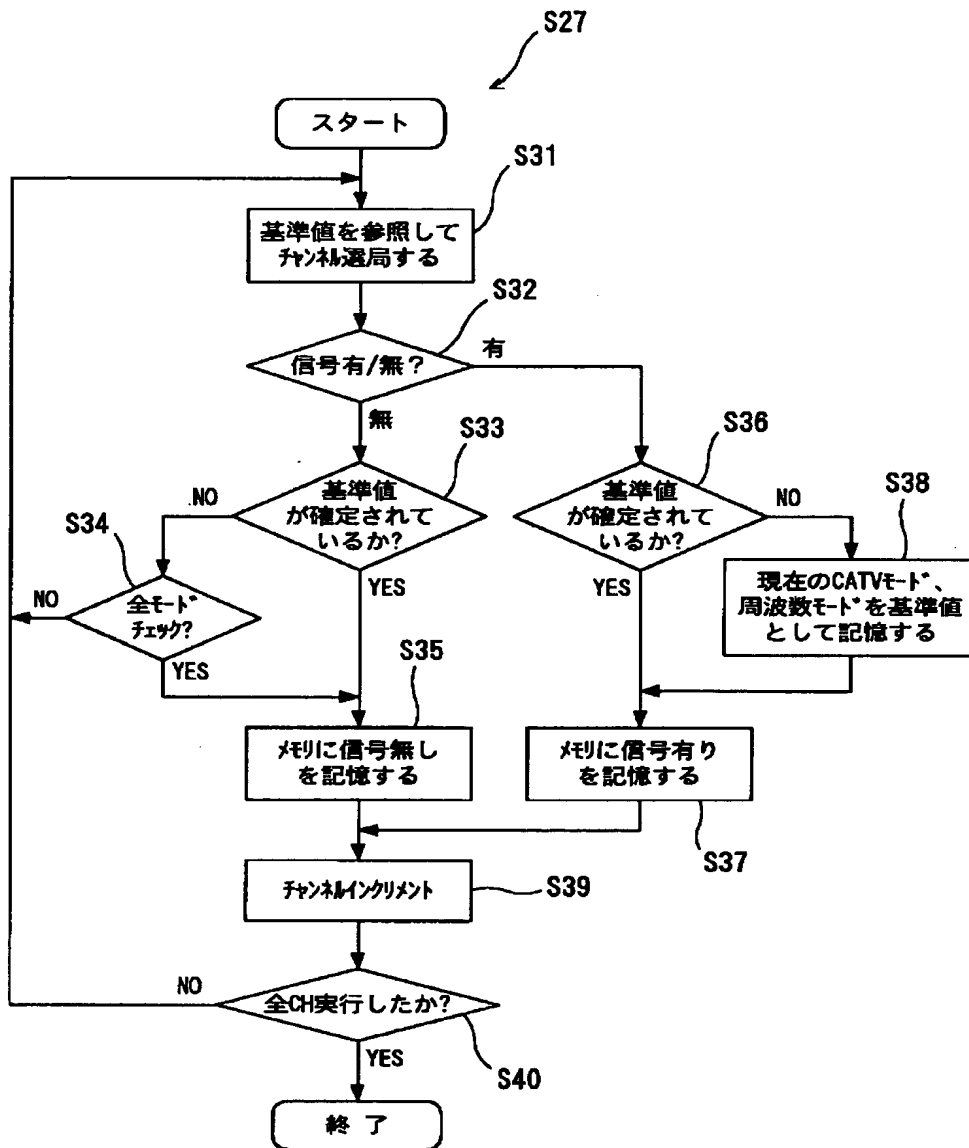 S27
スタート
S31
基準値を参照して
チャンネル選局する
S32
信号有/無？
有
無
S33
基準値
が確定されて
いるか?
NO
YES
S36
基準値
が確定されて
いるか?
NO
YES
S34
全モード
チェック?
NO
YES
S38
現在のCATVモード、
周波数モードを基準値
として記憶する
S35
メモリに信号無し
を記憶する
メモリに信号有り
を記憶する
S37
チャンネルインクリメント
S39
NO
全CH実行したか?
YES
S40
終 了